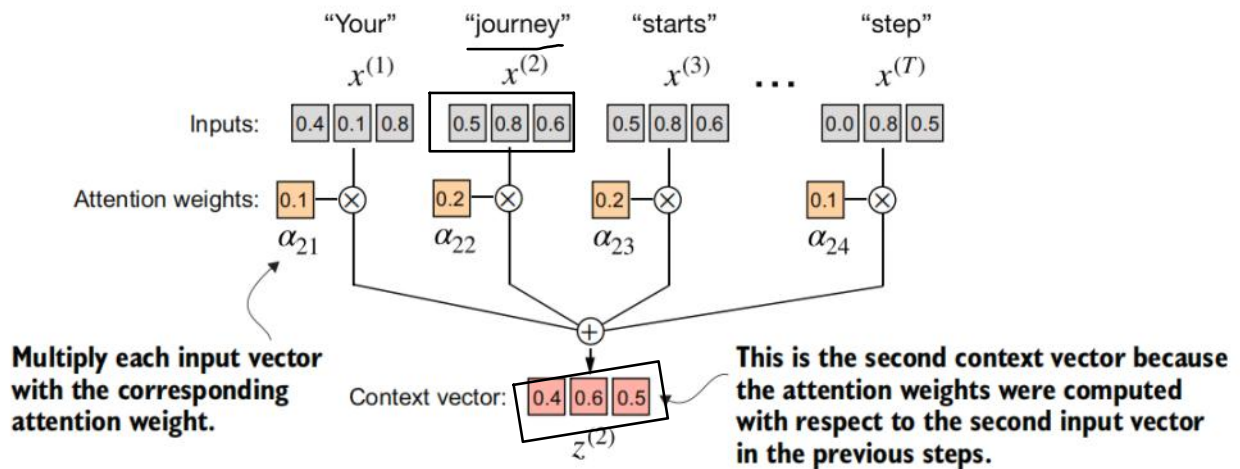 “Your” “journey” “starts” “step”
x(1) x(2) x(3) ... x(T)
Inputs: 0.4 0.1 0.8 0.5 0.8 0.6 0.5 0.8 0.6 0.0 0.8 0.5
Attention weights: 0.1 × 0.2 × 0.2 × 0.1 ×
α21 α22 α23 α24
+
Multiply each input vector
with the corresponding
attention weight.
Context vector: 0.4 0.6 0.5
z(2)
This is the second context vector because
the attention weights were computed
with respect to the second input vector
in the previous steps.